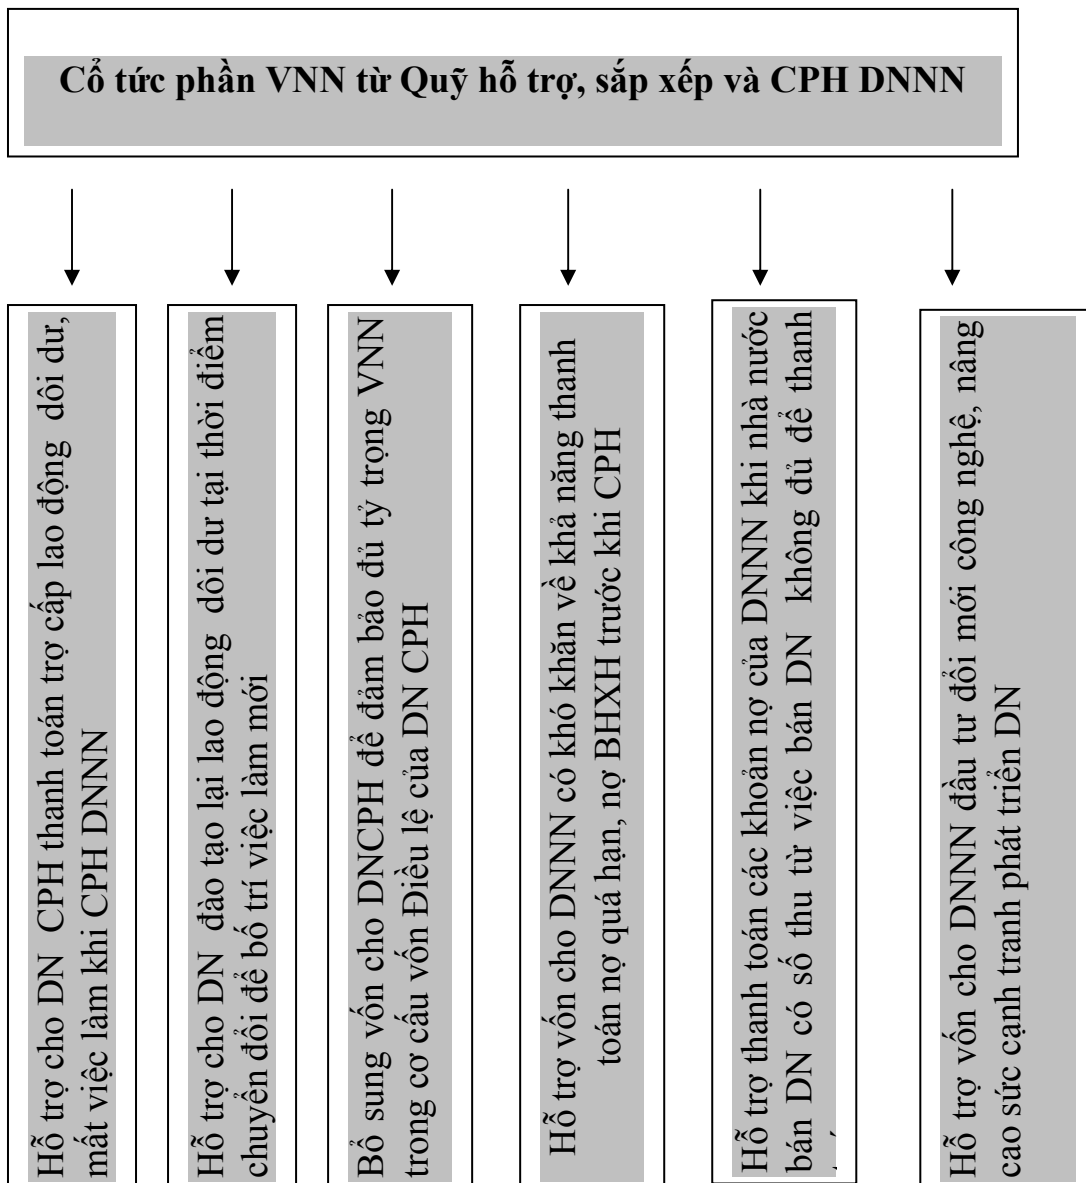 Cổ tức phần VNN từ Quỹ hỗ trợ, sắp xếp và CPH DNNN
Hỗ trợ cho DN CPH thanh toán trợ cấp lao động dôi dư,
mất việc làm khi CPH DNNN
Hỗ trợ cho DN đào tạo lại lao động dôi dư tại thời điểm
chuyển đổi để bố trí việc làm mới
Bổ sung vốn cho DNCPH để đảm bảo đủ tỷ trọng VNN
trong cơ cấu vốn Điều lệ của DN CPH
Hỗ trợ vốn cho DNNN có khó khăn về khả năng thanh
toán nợ quá hạn, nợ BHXH trước khi CPH
Hỗ trợ thanh toán các khoản nợ của DNNN khi nhà nước
bán DN có số thu từ việc bán DN không đủ để thanh
Hỗ trợ vốn cho DNNN đầu tư đổi mới công nghệ, nâng
cao sức cạnh tranh phát triển DN